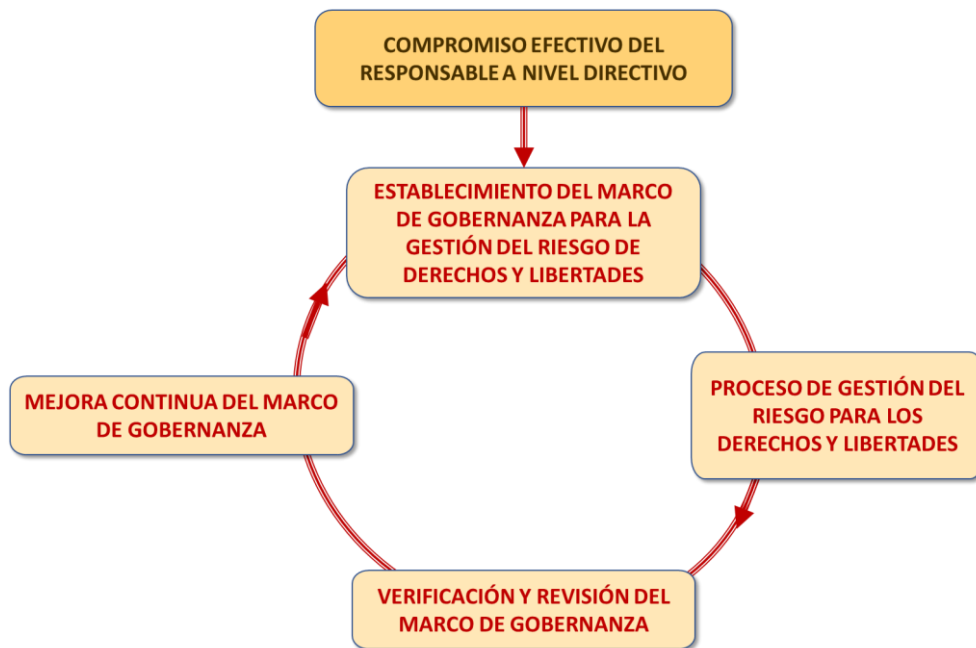 COMPROMISO EFECTIVO DEL
RESPONSABLE A NIVEL DIRECTIVO
ESTABLECIMIENTO DEL MARCO
DE GOBERNANZA PARA LA
GESTIÓN DEL RIESGO DE
DERECHOS Y LIBERTADES
PROCESO DE GESTIÓN DEL
RIESGO PARA LOS
DERECHOS Y LIBERTADES
VERIFICACIÓN Y REVISIÓN DEL
MARCO DE GOBERNANZA
MEJORA CONTINUA DEL MARCO
DE GOBERNANZA